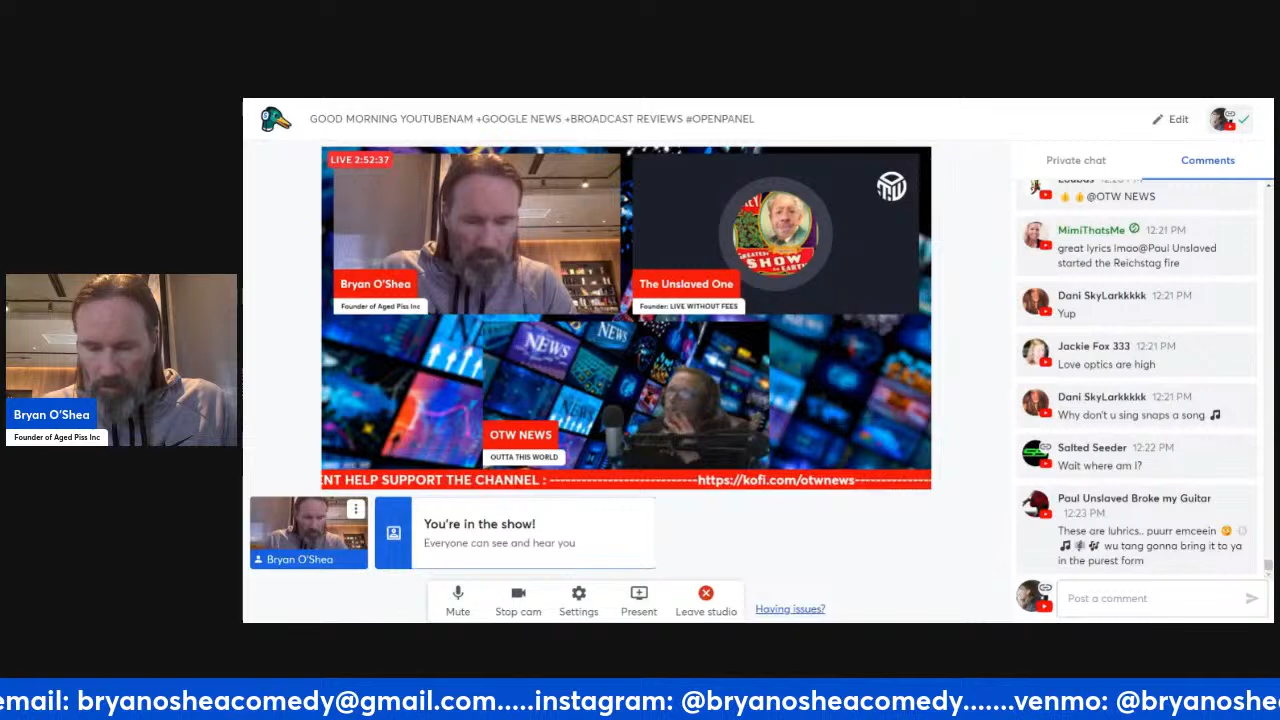 GOOD MORNING YOUTUBENAM +GOOGLE NEWS +BROADCAST REVIEWS #OPENPANEL
Edit
LIVE 2:52:37
Bryan O'Shea
Founder of Aged Piss Inc
The Unslaved One
Founder: LIVE WITHOUT FEES
GREATEST
SHOW
ON EARTH
NEWS
NEWS
NEWS
OTW NEWS
OUTTA THIS WORLD
ENT HELP SUPPORT THE CHANNEL : ----------------------------https://kofi.com/otwnews--------------
Bryan O'Shea
Founder of Aged Piss Inc
Bryan O'Shea
You're in the show!
Everyone can see and hear you
Mute
Stop cam
Settings
Present
Leave studio
Having issues?
Private chat
Comments
👍 👍@OTW NEWS
MimiThatsMe 12:21 PM
great lyrics lmao@Paul Unslaved
started the Reichstag fire
Dani SkyLarkkkkk 12:21 PM
Yup
Jackie Fox 333 12:21 PM
Love optics are high
Dani SkyLarkkkkk 12:21 PM
Why don't u sing snaps a song 🎵
Salted Seeder 12:22 PM
Wait where am I?
Paul Unslaved Broke my Guitar
12:23 PM
These are luhrics.. puurr emceein
wu tang gonna bring it to ya
in the purest form
Post a comment
email: bryanosheacomedy@gmail.com.....instagram: @bryanosheacomedy.......venmo: @bryanoshe